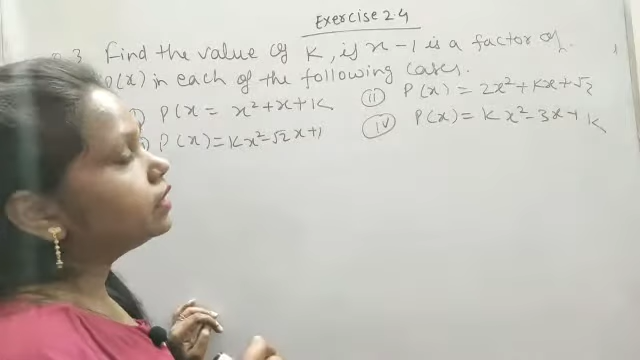 Exercise 2.4
3 Find the value of K, if x - 1 is a factor of
P(x) in each of the following cases.
P(x = x² + x + K
(ii) P(x) = 2x² + Kx + √2
P(x) = Kx² - √2 x + 1
(iv) P(x) = Kx² - 3x + K